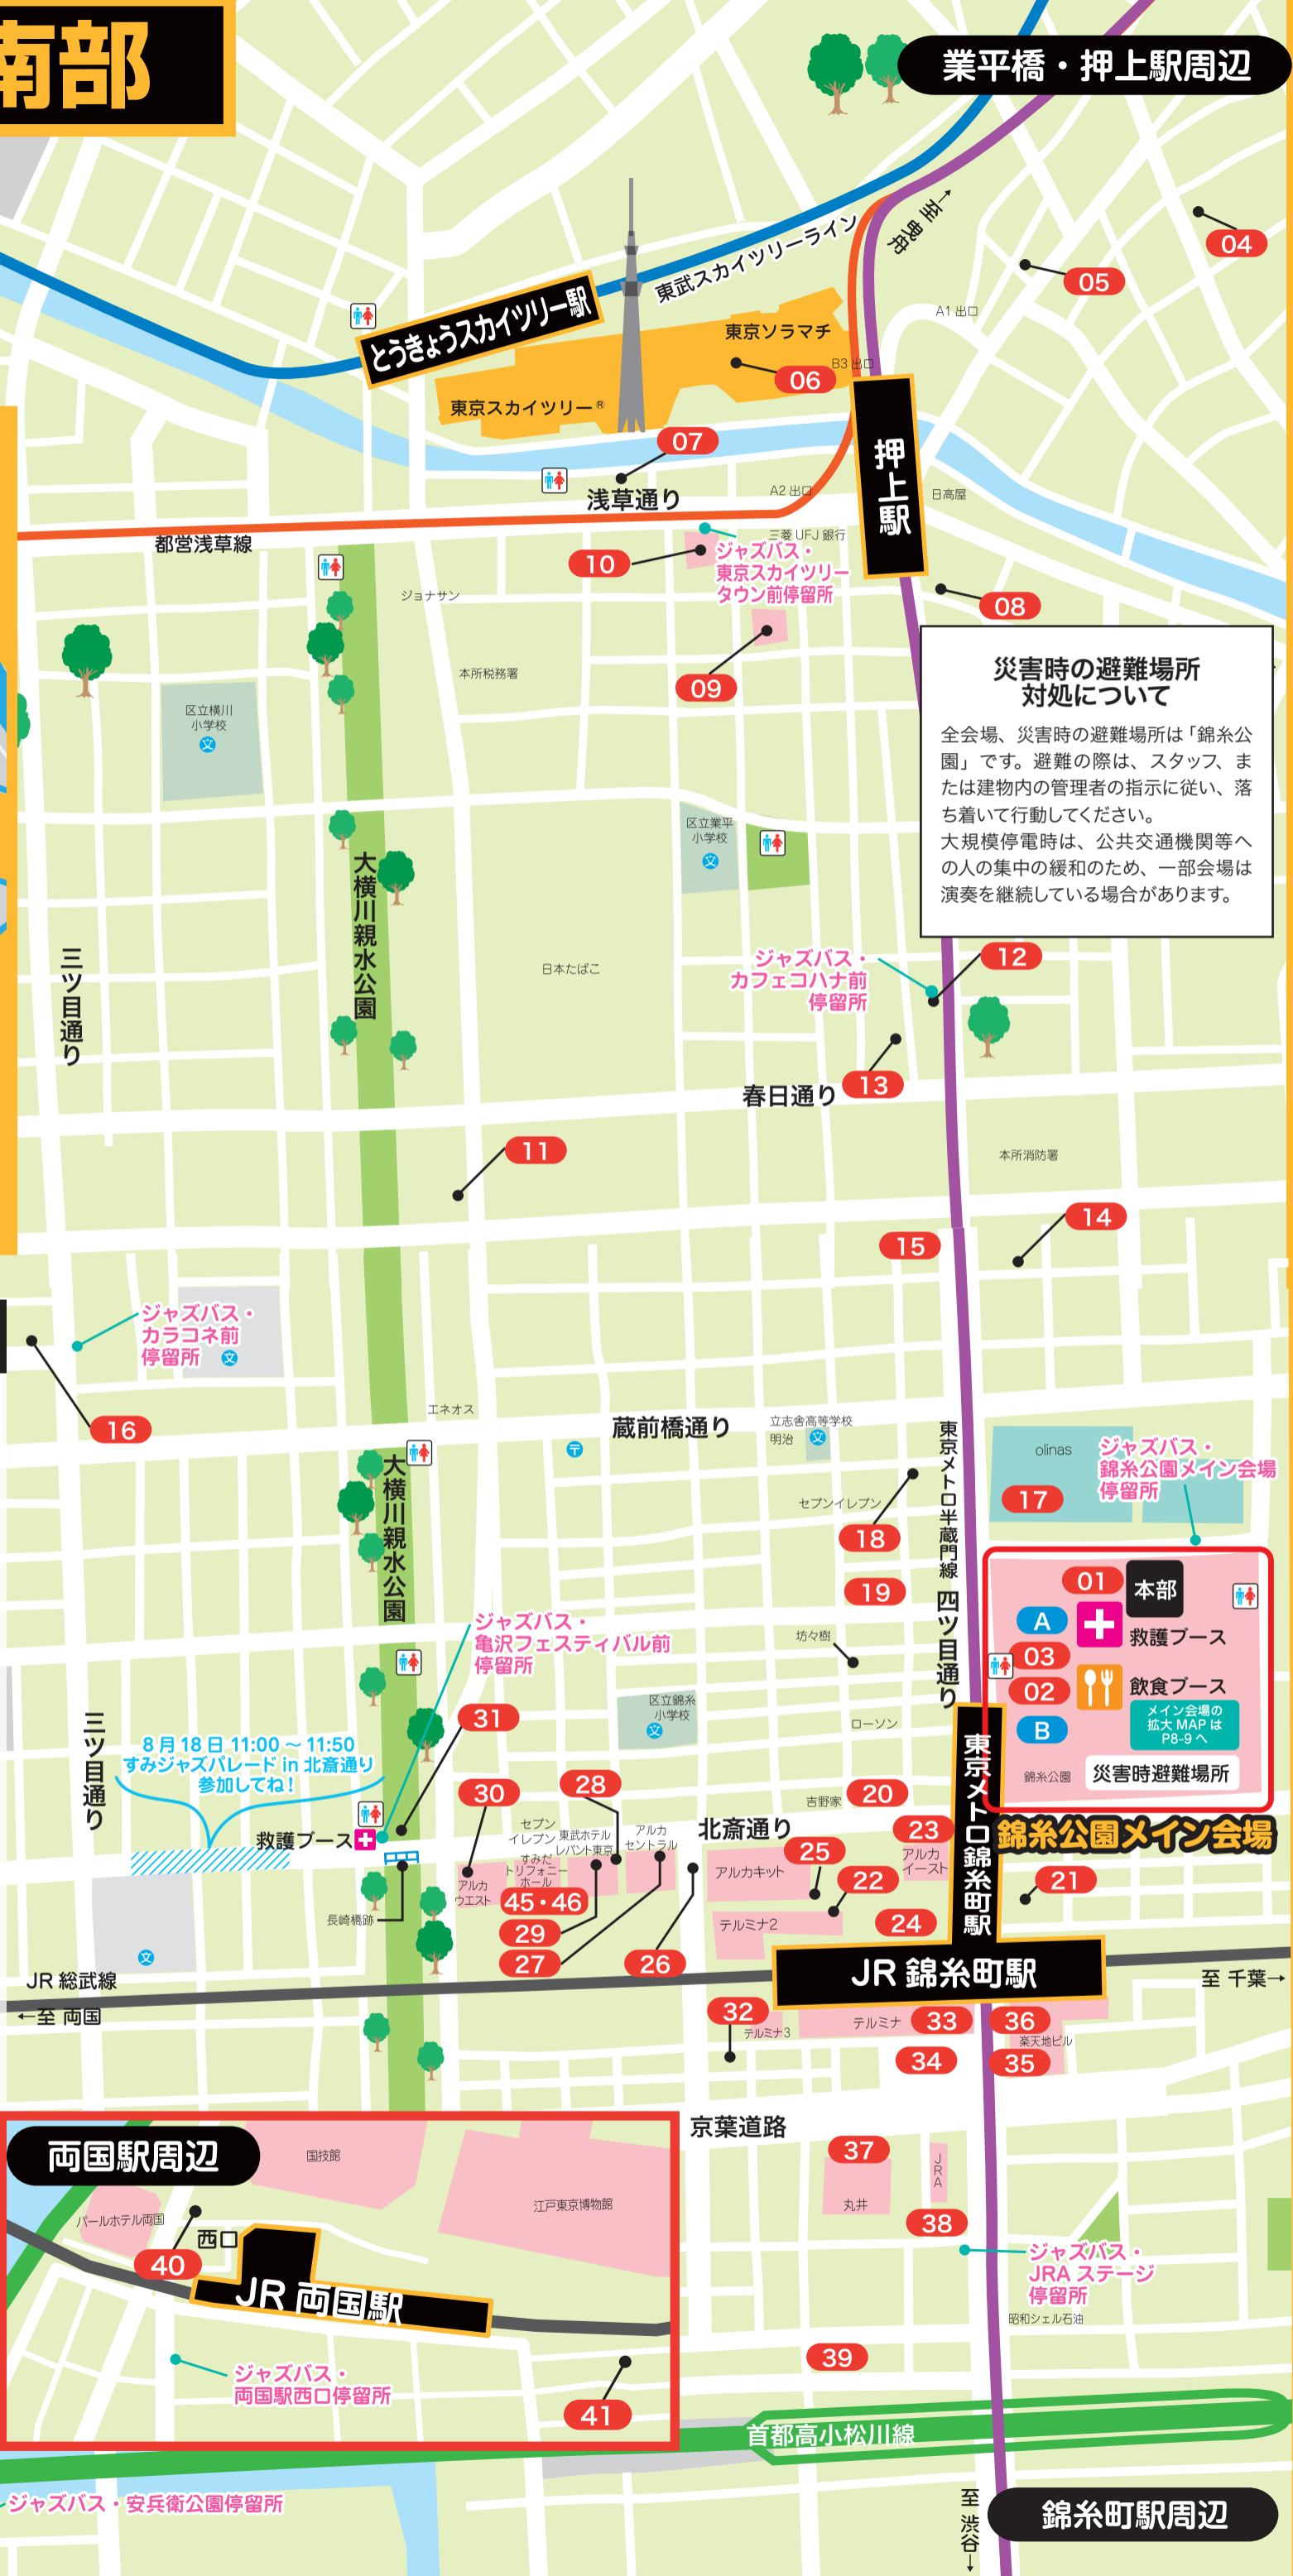 南部
業平橋・押上駅周辺
04
05
至 曳舟
東武スカイツリーライン
A1 出口
とうきょうスカイツリー駅
東京ソラマチ
B3 出口
06
東京スカイツリー®
07
押上駅
浅草通り
A2 出口
日高屋
都営浅草線
三菱 UFJ 銀行
10
ジャズバス・
東京スカイツリー
タウン前停留所
ジョナサン
08
本所税務署
09
災害時の避難場所
対処について
全会場、災害時の避難場所は「錦糸公
園」です。避難の際は、スタッフ、ま
たは建物内の管理者の指示に従い、落
ち着いて行動してください。
大規模停電時は、公共交通機関等へ
の人の集中の緩和のため、一部会場は
演奏を継続している場合があります。
区立横川
小学校
文
区立業平
小学校
文
大横川親水公園
三ツ目通り
日本たばこ
ジャズバス・
カフェコハナ前
停留所
12
13
春日通り
11
本所消防署
14
15
ジャズバス・
カラコネ前
停留所
文
16
エネオス
蔵前橋通り
立志舎高等学校
明治
文
〒
東京メトロ半蔵門線
olinas
17
ジャズバス・
錦糸公園メイン会場
停留所
大横川親水公園
セブンイレブン
18
19
四ツ目通り
坊々樹
01
本部
A
救護ブース
03
02
飲食ブース
B
メイン会場の
拡大 MAP は
P8-9 へ
錦糸公園
災害時避難場所
錦糸公園メイン会場
ジャズバス・
亀沢フェスティバル前
停留所
区立錦糸
小学校
文
ローソン
31
三ツ目通り
8月18日 11:00 ～ 11:50
すみジャズパレード in 北斎通り
参加してね！
救護ブース
30
28
吉野家
20
セブン
イレブン
東武ホテル
レバント東京
アルカ
セントラル
北斎通り
23
アルカ
イースト
東京メトロ錦糸町駅
すみだ
トリフォニー
ホール
アルカ
ウエスト
アルカキット
25
22
21
45・46
29
27
26
テルミナ2
24
長崎橋跡
文
JR 総武線
←至 両国
JR 錦糸町駅
至 千葉→
32
テルミナ3
テルミナ
33
36
楽天地ビル
34
35
京葉道路
両国駅周辺
国技館
江戸東京博物館
パールホテル両国
西口
40
JR 両国駅
ジャズバス・
両国駅西口停留所
41
37
丸井
JRA
38
ジャズバス・
JRA ステージ
停留所
昭和シェル石油
39
首都高小松川線
ジャズバス・安兵衛公園停留所
至 渋谷→
錦糸町駅周辺